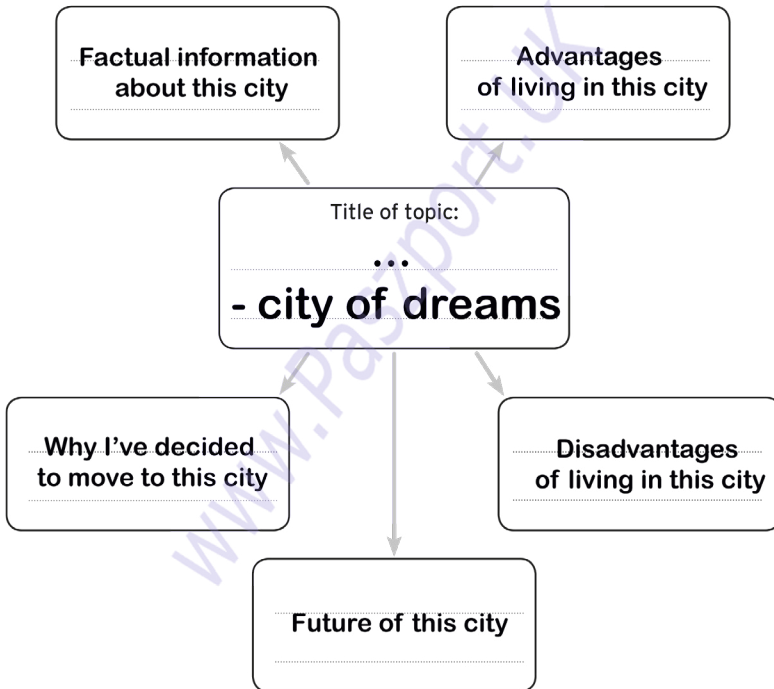 Factual information
about this city
Advantages
of living in this city
Title of topic:
...
- city of dreams
Why I've decided
to move to this city
Disadvantages
of living in this city
Future of this city
www.Paszport.UK